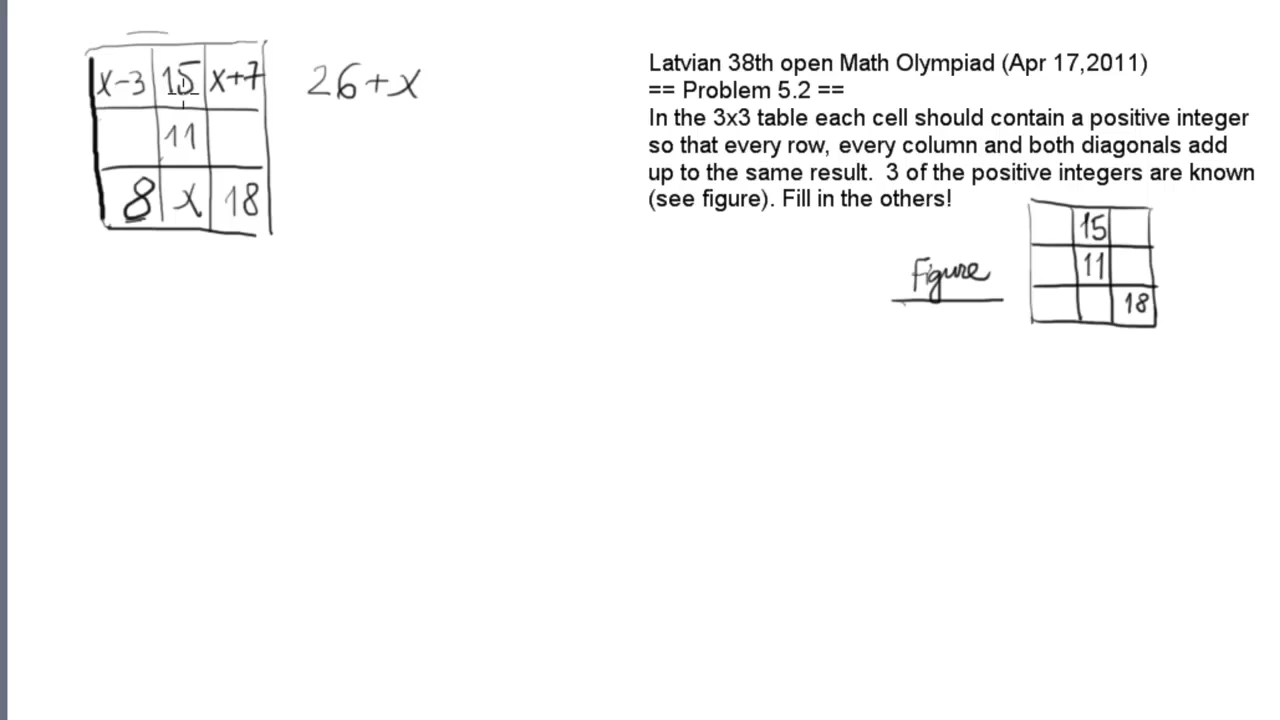 x-3 15 x+7 26+x
11
8 x 18
Latvian 38th open Math Olympiad (Apr 17,2011)
== Problem 5.2 ==
In the 3x3 table each cell should contain a positive integer
so that every row, every column and both diagonals add
up to the same result. 3 of the positive integers are known
(see figure). Fill in the others!
Figure
15
11
18